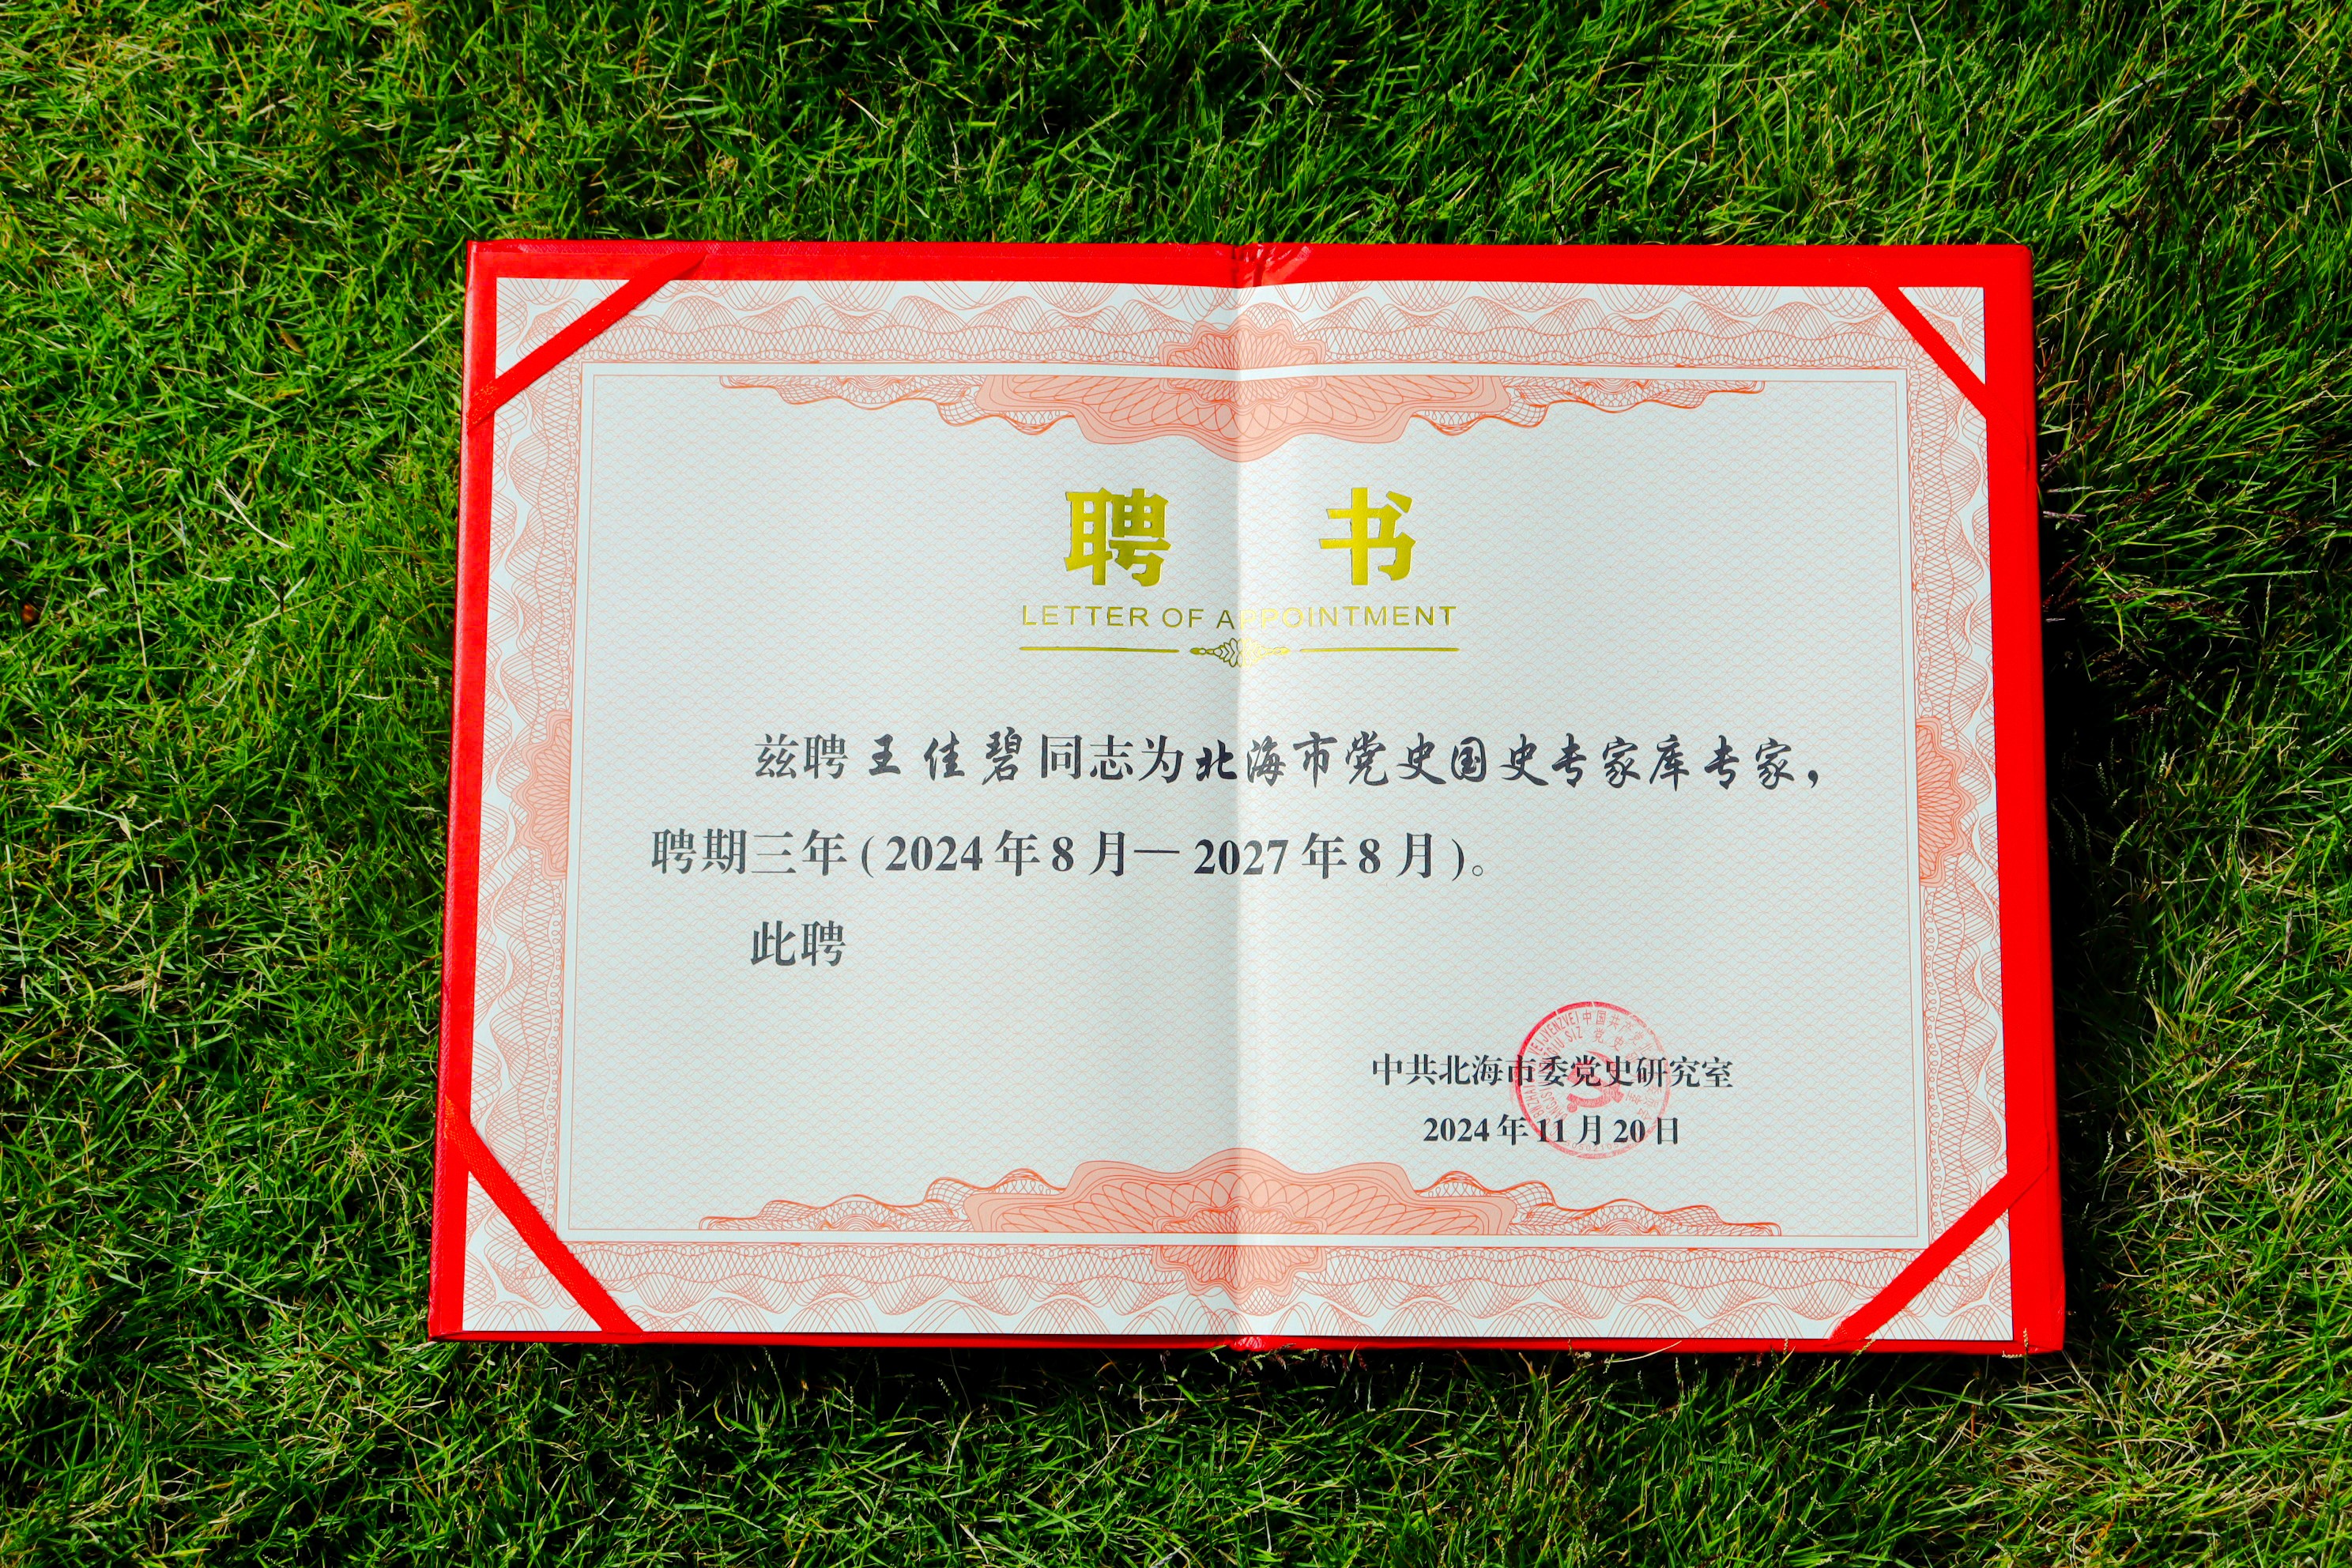 聘 书
LETTER OF APPOINTMENT
兹聘王佳碧同志为北海市党史国史专家库专家，
聘期三年(2024年8月—2027年8月)。
此聘
中共北海市委党史研究室
2024年11月20日